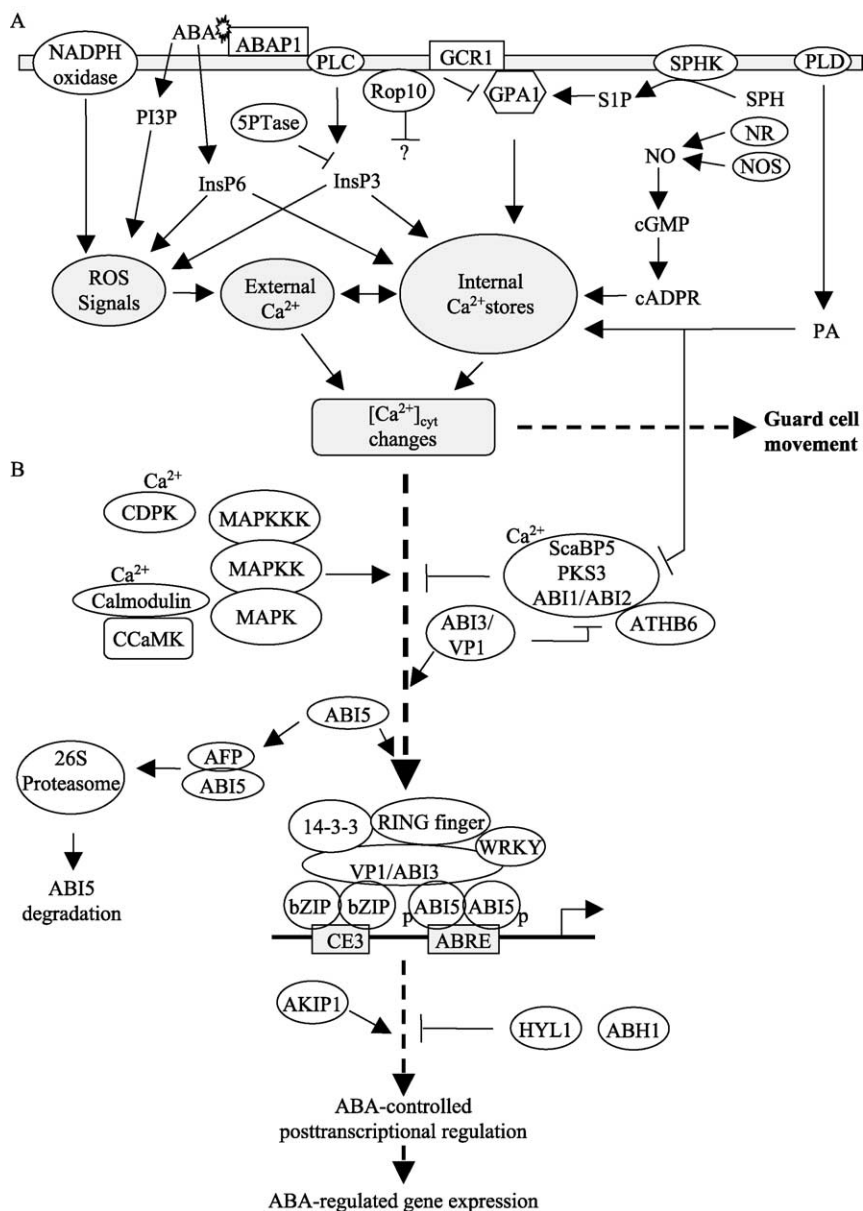 A
NADPH
oxidase
ABA
ABAP1
PLC
GCR1
SPHK
PLD
Rop10
GPA1
S1P
SPH
PI3P
5PTase
?
NR
NO
NOS
InsP6
InsP3
cGMP
ROS
Signals
External
Ca²⁺
Internal
Ca²⁺ stores
cADPR
PA
[Ca²⁺]cyt
changes
Guard cell
movement
B
Ca²⁺
CDPK
MAPKKK
MAPKK
MAPK
Ca²⁺
Calmodulin
CCaMK
Ca²⁺
ScaBP5
PKS3
ABI1/ABI2
ATHB6
ABI3/
VP1
ABI5
AFP
ABI5
26S
Proteasome
ABI5
degradation
14-3-3
RING finger
WRKY
VP1/ABI3
bZIP
bZIP
p
ABI5
ABI5
p
CE3
ABRE
AKIP1
HYL1
ABH1
ABA-controlled
posttranscriptional regulation
ABA-regulated gene expression